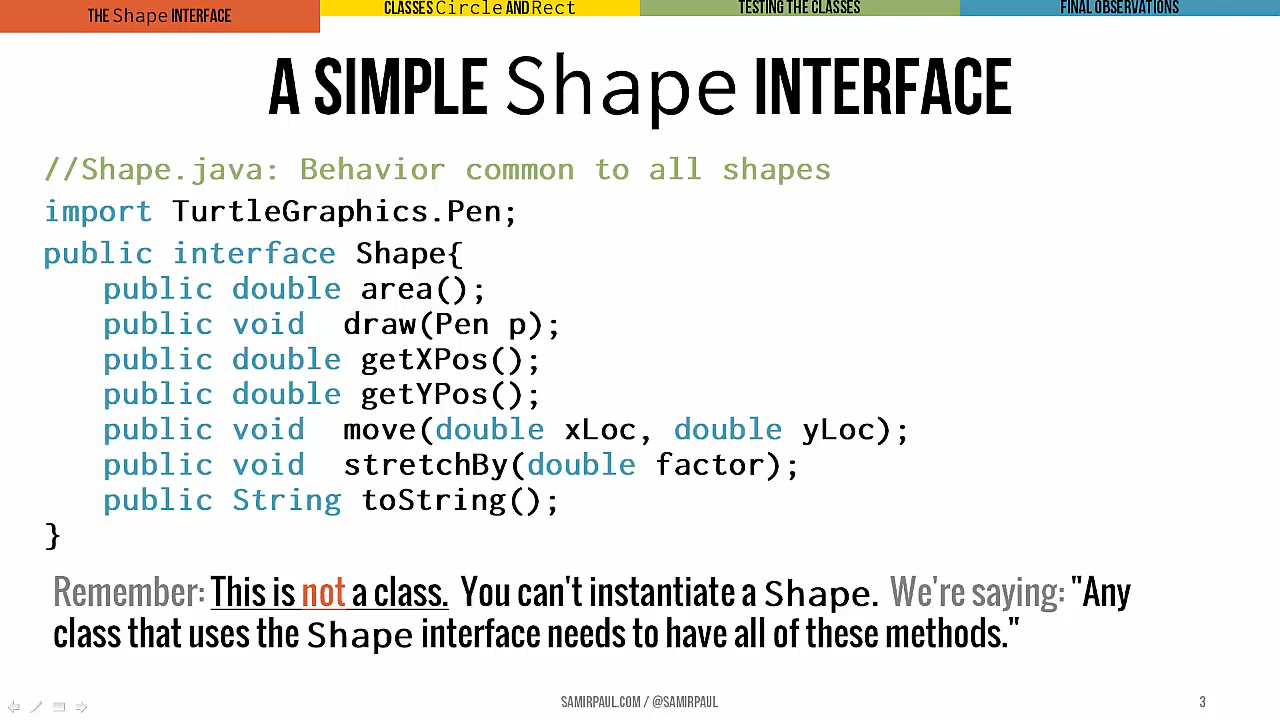 THE Shape INTERFACE
CLASSES Circle AND Rect
TESTING THE CLASSES
FINAL OBSERVATIONS
A SIMPLE Shape INTERFACE
//Shape.java: Behavior common to all shapes
import TurtleGraphics.Pen;
public interface Shape{
public double area();
public void draw(Pen p);
public double getXPos();
public double getYPos();
public void move(double xLoc, double yLoc);
public void stretchBy(double factor);
public String toString();
}
Remember: This is not a class. You can't instantiate a Shape. We're saying: "Any
class that uses the Shape interface needs to have all of these methods."
SAMIRPAUL.COM / @SAMIRPAUL
3